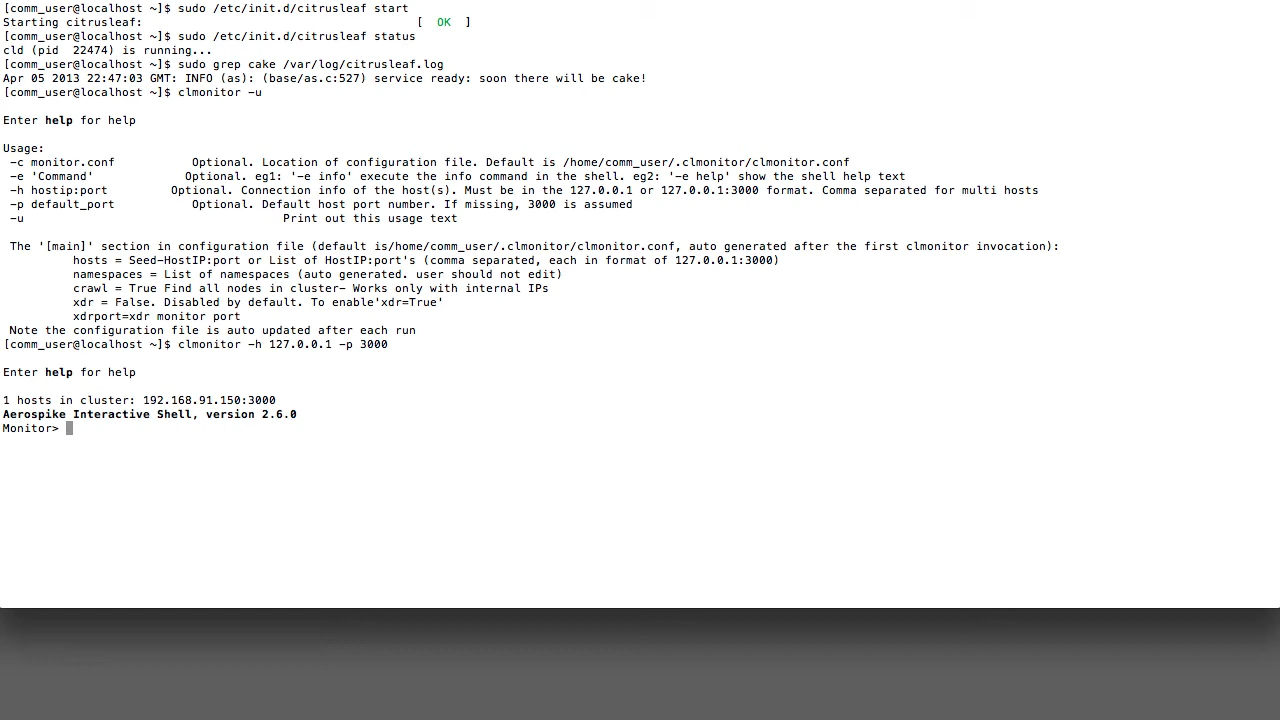 [comm_user@localhost ~]$ sudo /etc/init.d/citrusleaf start
Starting citrusleaf: [ OK ]
[comm_user@localhost ~]$ sudo /etc/init.d/citrusleaf status
cld (pid 22474) is running...
[comm_user@localhost ~]$ sudo grep cake /var/log/citrusleaf.log
Apr 05 2013 22:47:03 GMT: INFO (as): (base/as.c:527) service ready: soon there will be cake!
[comm_user@localhost ~]$ clmonitor -u
Enter help for help
Usage:
-c monitor.conf Optional. Location of configuration file. Default is /home/comm_user/.clmonitor/clmonitor.conf
-e 'Command' Optional. eg1: '-e info' execute the info command in the shell. eg2: '-e help' show the shell help text
-h hostip:port Optional. Connection info of the host(s). Must be in the 127.0.0.1 or 127.0.0.1:3000 format. Comma separated for multi hosts
-p default_port Optional. Default host port number. If missing, 3000 is assumed
-u Print out this usage text
The '[main]' section in configuration file (default is/home/comm_user/.clmonitor/clmonitor.conf, auto generated after the first clmonitor invocation):
hosts = Seed-HostIP:port or List of HostIP:port's (comma separated, each in format of 127.0.0.1:3000)
namespaces = List of namespaces (auto generated. user should not edit)
crawl = True Find all nodes in cluster- Works only with internal IPs
xdr = False. Disabled by default. To enable'xdr=True'
xdrport=xdr monitor port
Note the configuration file is auto updated after each run
[comm_user@localhost ~]$ clmonitor -h 127.0.0.1 -p 3000
Enter help for help
1 hosts in cluster: 192.168.91.150:3000
Aerospike Interactive Shell, version 2.6.0
Monitor>